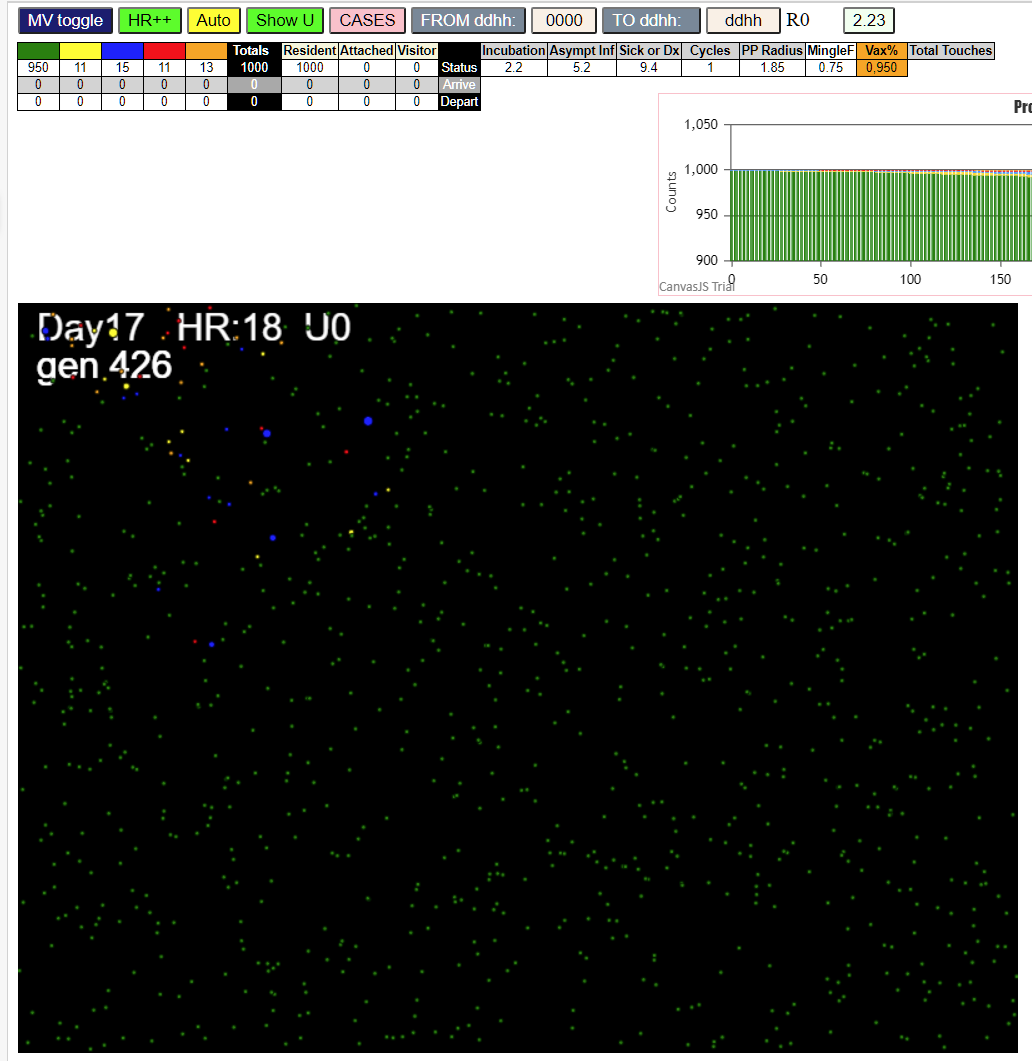 MV toggle HR++ Auto Show U CASES FROM ddhh: 0000 TO ddhh: ddhh R0 2.23
Totals Resident Attached Visitor Incubation Asympt Inf Sick or Dx Cycles PP Radius MingleF Vax% Total Touches
950 11 15 11 13 1000 1000 0 0 Status 2.2 5.2 9.4 1 1.85 0.75 0,950
0 0 0 0 0 0 0 0 0 Arrive
0 0 0 0 0 0 0 0 0 Depart
Pro
1,050
1,000
950
900
Counts
0 50 100 150
CanvasJS Trial
Day17 HR:18 U0
gen 426